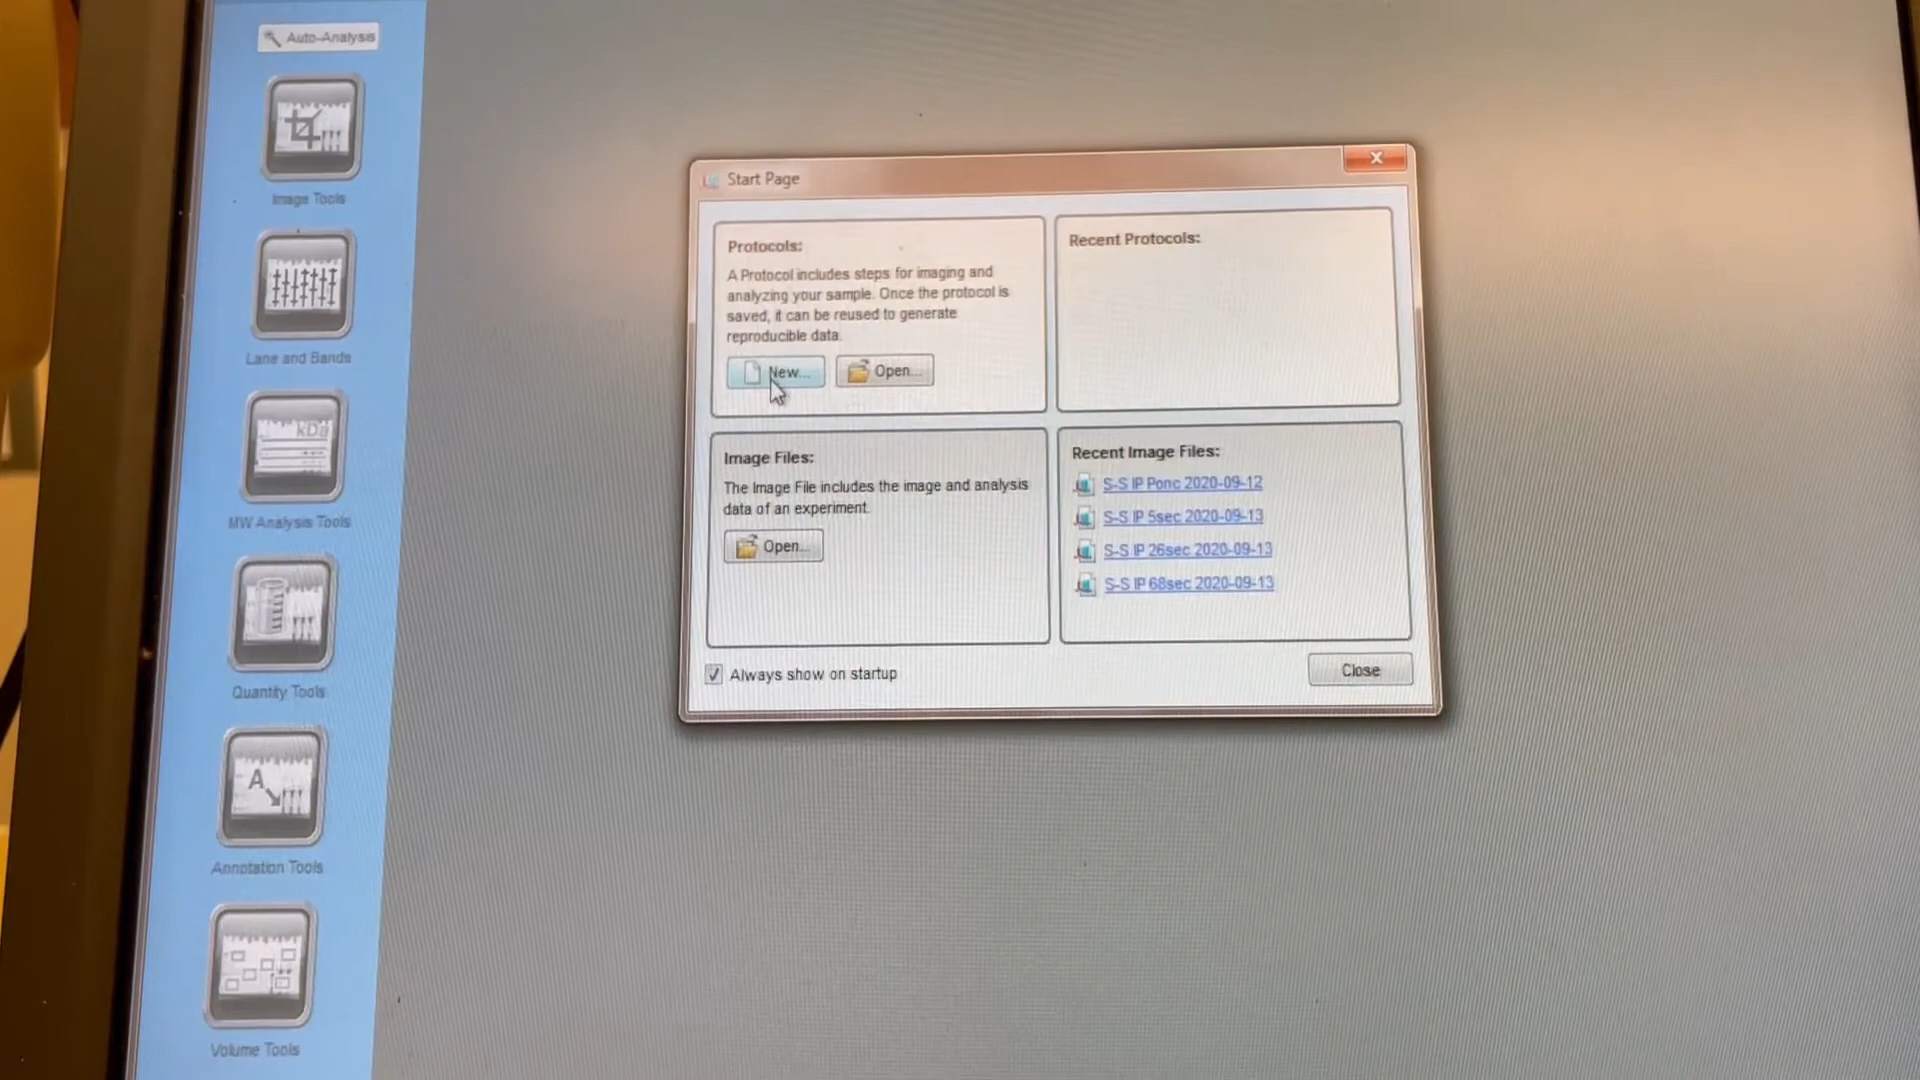 Auto-Analysis
Image Tools
Lane and Bands
kDa
MW Analysis Tools
Quantity Tools
A
Annotation Tools
Volume Tools
Start Page
Protocols:
A Protocol includes steps for imaging and
analyzing your sample. Once the protocol is
saved, it can be reused to generate
reproducible data.
New...
Open...
Recent Protocols:
Image Files:
The Image File includes the image and analysis
data of an experiment.
Open...
Recent Image Files:
S-S IP Ponc 2020-09-12
S-S IP 5sec 2020-09-13
S-S IP 26sec 2020-09-13
S-S IP 68sec 2020-09-13
Always show on startup
Close